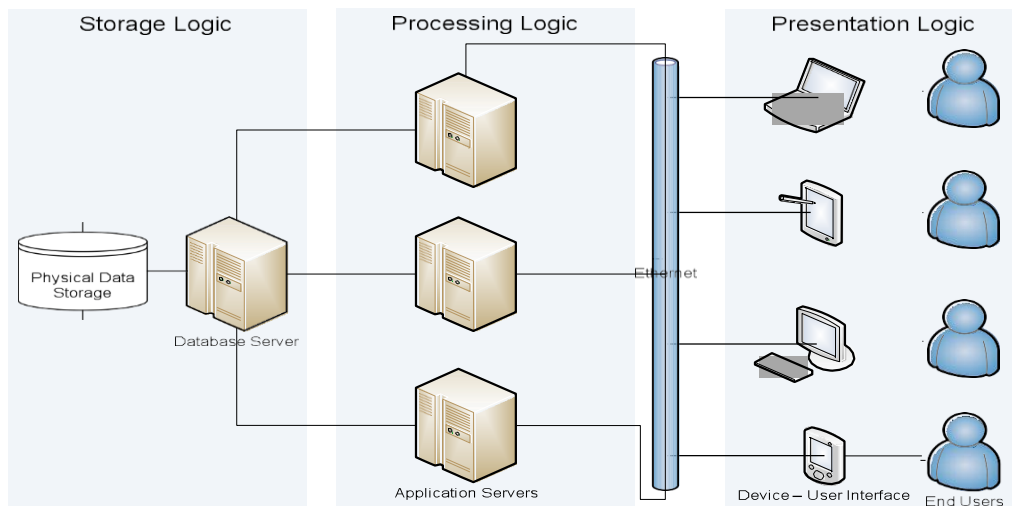 Storage Logic
Processing Logic
Presentation Logic
Physical Data
Storage
Database Server
Ethernet
Application Servers
Device – User Interface
End Users